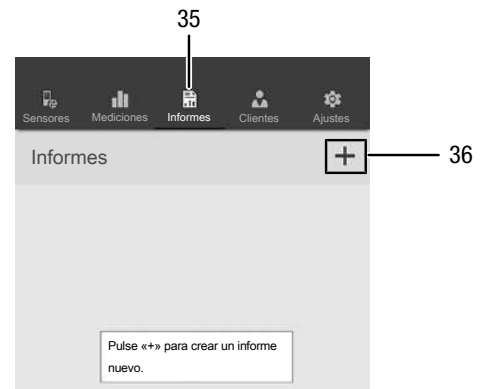 35
Sensores Mediciones Informes Clientes Ajustes
Informes +
36
Pulse «+» para crear un informe
nuevo.